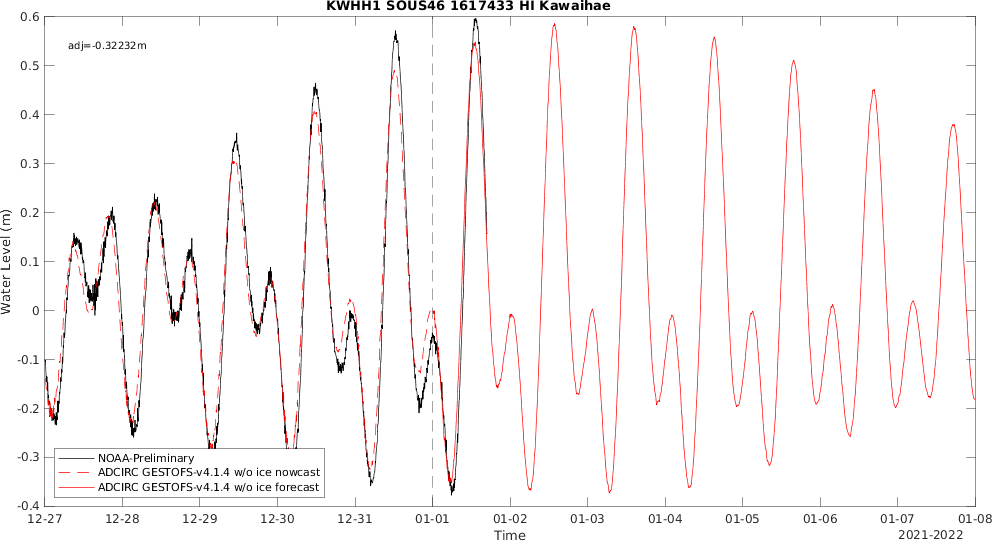 KWHH1 SOUS46 1617433 HI Kawaihae
adj=-0.32232m
0.6
0.5
0.4
0.3
0.2
0.1
0
-0.1
-0.2
-0.3
-0.4
Water Level (m)
NOAA-Preliminary
ADCIRC GESTOFS-v4.1.4 w/o ice nowcast
ADCIRC GESTOFS-v4.1.4 w/o ice forecast
12-27 12-28 12-29 12-30 12-31 01-01 01-02 01-03 01-04 01-05 01-06 01-07 01-08
Time
2021-2022